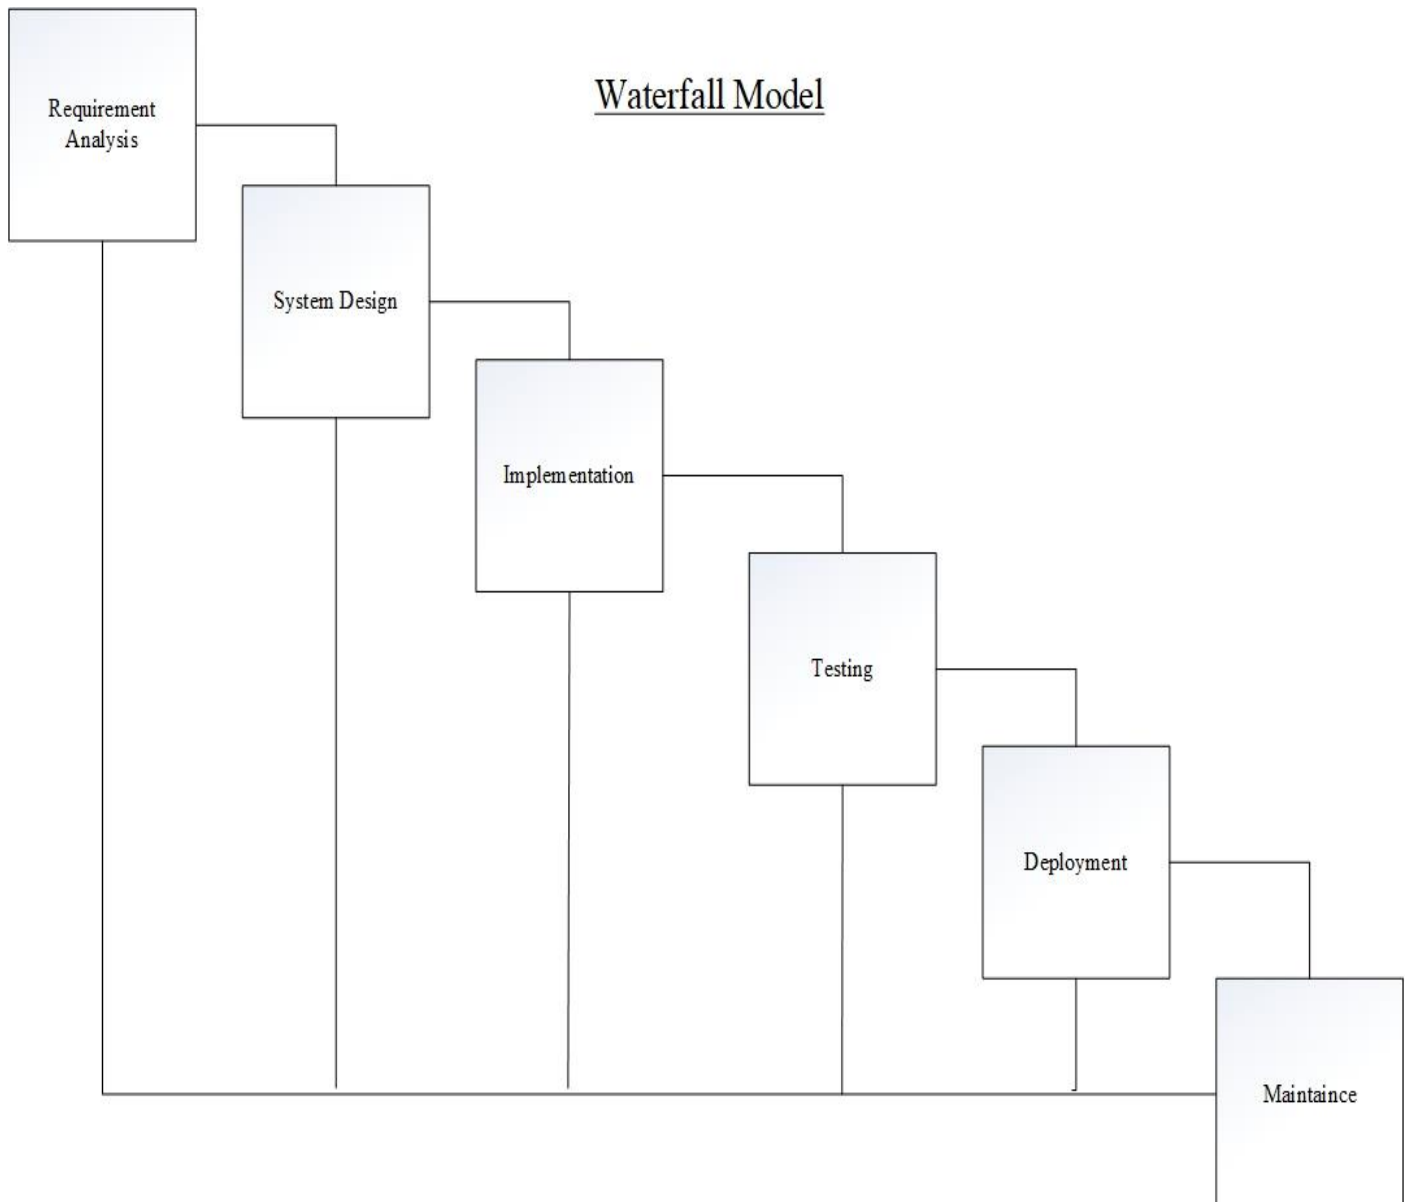 Waterfall Model
Requirement
Analysis
System Design
Implementation
Testing
Deployment
Maintaince